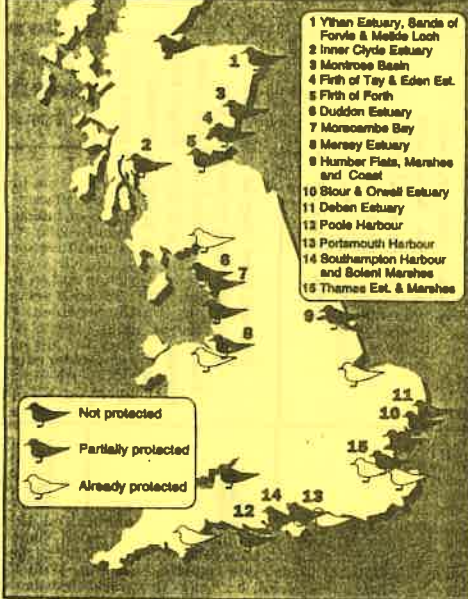 1 Ythan Estuary, Sands of
Forvie & Meikle Loch
2 Inner Clyde Estuary
3 Montrose Basin
4 Firth of Tay & Eden Est.
5 Firth of Forth
6 Duddon Estuary
7 Morecambe Bay
8 Mersey Estuary
9 Humber Flats, Marshes
and Coast
10 Stour & Orwell Estuary
11 Deben Estuary
12 Poole Harbour
13 Portsmouth Harbour
14 Southampton Harbour
and Solent Marshes
15 Thames Est. & Marshes
1
3
4
2
5
6
7
9
8
11
10
15
14
13
12
Not protected
Partially protected
Already protected